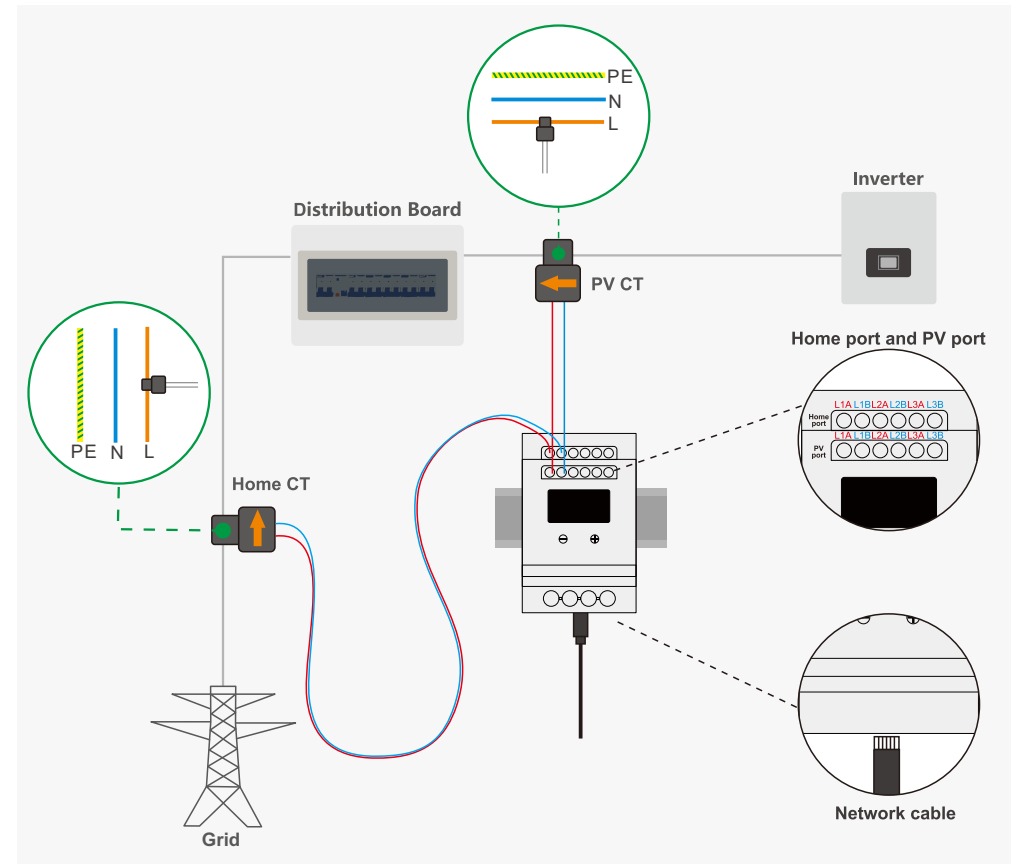 PE
N
L
Inverter
Distribution Board
PV CT
Home port and PV port
L1A L1B L2A L2B L3A L3B
Home
port
L1A L1B L2A L2B L3A L3B
PV
port
PE N L
Home CT
Network cable
Grid